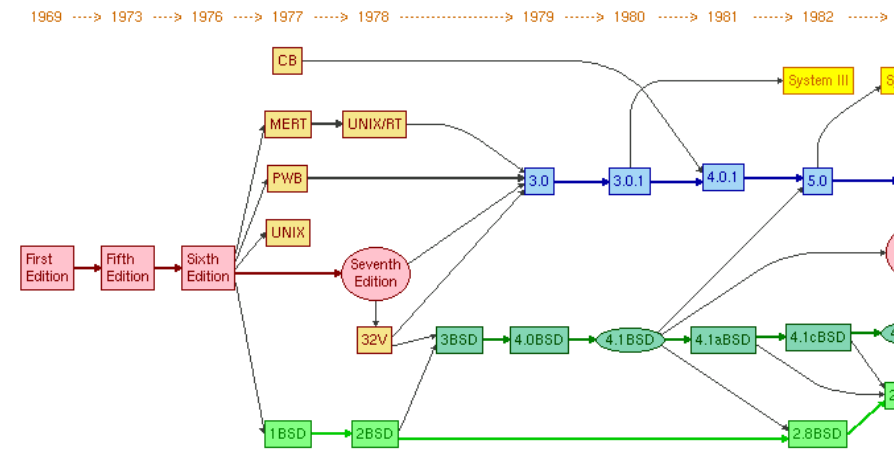 1969 ----> 1973 ----> 1976 ----> 1977 ----> 1978 ------------------> 1979 ----> 1980 ----> 1981 -----> 1982 ----->
CB
System III
S
MERT
UNIX/RT
PWB
3.0
3.0.1
4.0.1
5.0
UNIX
First
Edition
Fifth
Edition
Sixth
Edition
Seventh
Edition
32V
3BSD
4.0BSD
4.1BSD
4.1aBSD
4.1cBSD
4
2
1BSD
2BSD
2.8BSD